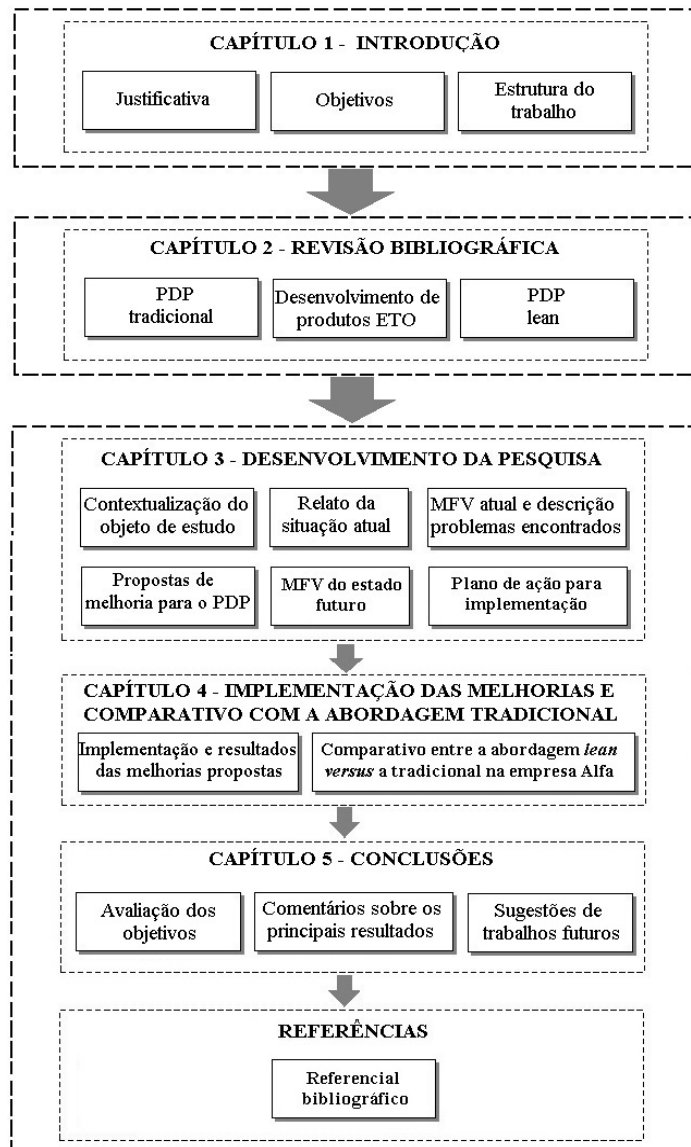 CAPÍTULO 1 - INTRODUÇÃO
Justificativa
Objetivos
Estrutura do
trabalho
CAPÍTULO 2 - REVISÃO BIBLIOGRÁFICA
PDP
tradicional
Desenvolvimento de
produtos ETO
PDP
lean
CAPÍTULO 3 - DESENVOLVIMENTO DA PESQUISA
Contextualização do
objeto de estudo
Relato da
situação atual
MFV atual e descrição
problemas encontrados
Propostas de
melhoria para o PDP
MFV do estado
futuro
Plano de ação para
implementação
CAPÍTULO 4 - IMPLEMENTAÇÃO DAS MELHORIAS E
COMPARATIVO COM A ABORDAGEM TRADICIONAL
Implementação e resultados
das melhorias propostas
Comparativo entre a abordagem lean
versus a tradicional na empresa Alfa
CAPÍTULO 5 - CONCLUSÕES
Avaliação dos
objetivos
Comentários sobre os
principais resultados
Sugestões de
trabalhos futuros
REFERÊNCIAS
Referencial
bibliográfico